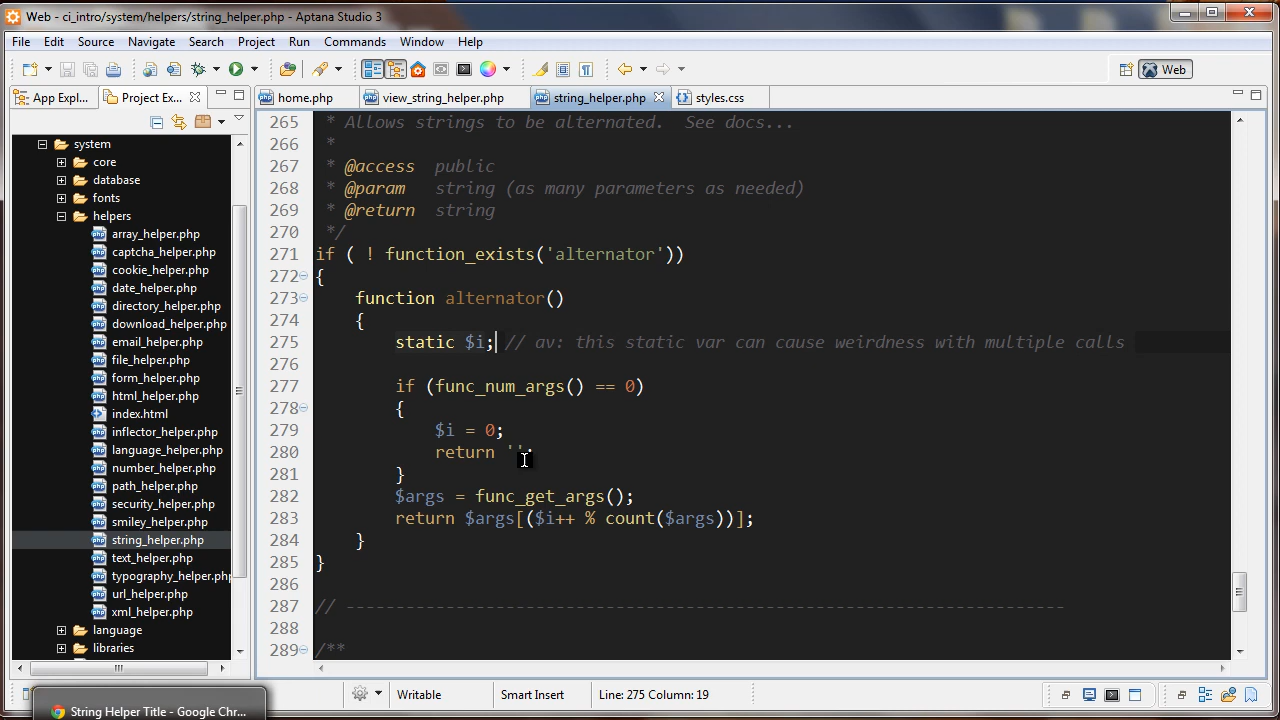 Web - ci_intro/system/helpers/string_helper.php - Aptana Studio 3
File Edit Source Navigate Search Project Run Commands Window Help
Web
App Expl... Project Ex... home.php view_string_helper.php string_helper.php styles.css
system
core
database
fonts
helpers
array_helper.php
captcha_helper.php
cookie_helper.php
date_helper.php
directory_helper.php
download_helper.php
email_helper.php
file_helper.php
form_helper.php
html_helper.php
index.html
inflector_helper.php
language_helper.php
number_helper.php
path_helper.php
security_helper.php
smiley_helper.php
string_helper.php
text_helper.php
typography_helper.php
url_helper.php
xml_helper.php
language
libraries
265 * Allows strings to be alternated.  See docs...
266 *
267 * @access  public
268 * @param   string (as many parameters as needed)
269 * @return  string
270 */
271 if ( ! function_exists('alternator'))
272 {
273     function alternator()
274     {
275         static $i; // av: this static var can cause weirdness with multiple calls
276
277         if (func_num_args() == 0)
278         {
279             $i = 0;
280             return '';
281         }
282         $args = func_get_args();
283         return $args[($i++ % count($args))];
284     }
285 }
286
287 // ------------------------------------------------------------------------
288
289 /**
Writable Smart Insert Line: 275 Column: 19
String Helper Title - Google Chr...